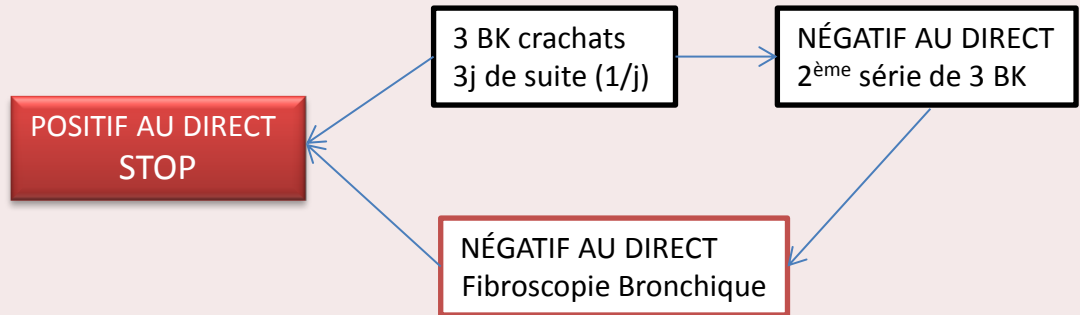 3 BK crachats
3j de suite (1/j)
NÉGATIF AU DIRECT
2ème série de 3 BK
POSITIF AU DIRECT
STOP
NÉGATIF AU DIRECT
Fibroscopie Bronchique